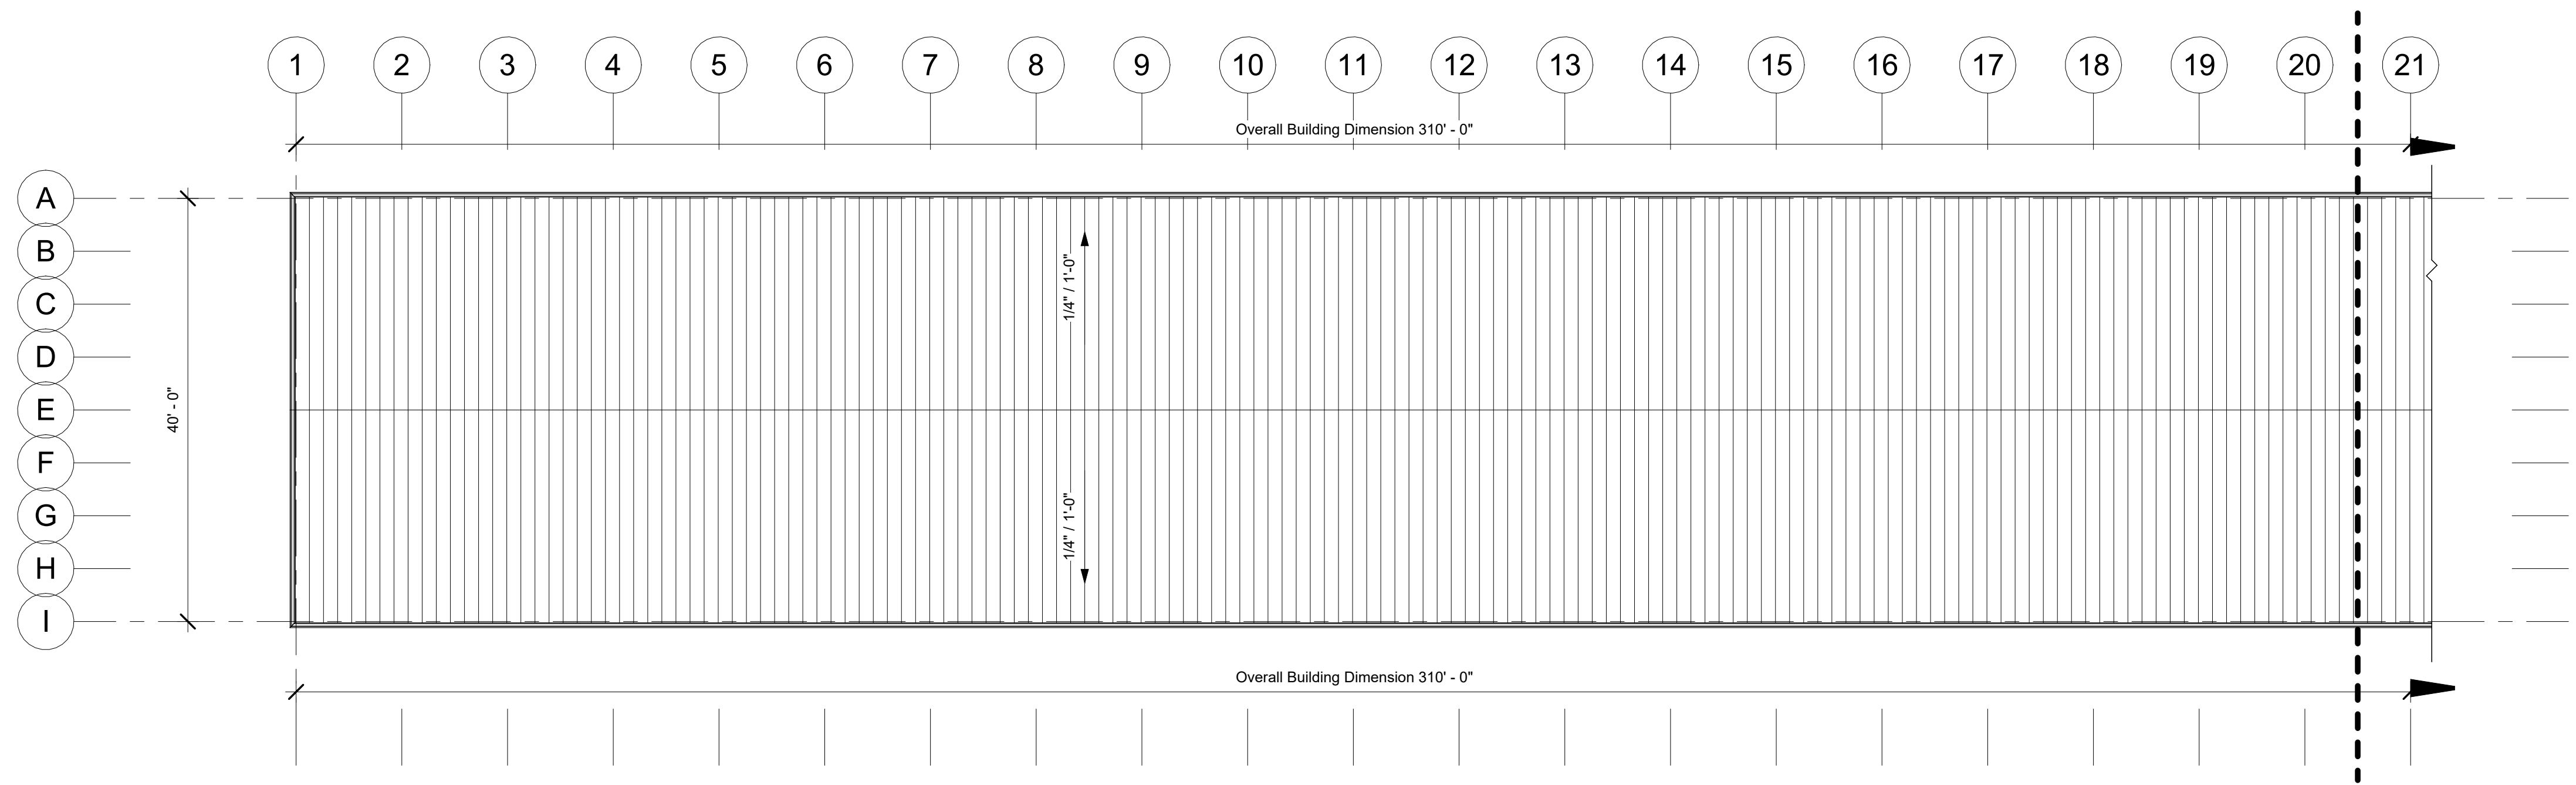 1 2 3 4 5 6 7 8 9 10 11 12 13 14 15 16 17 18 19 20 21
Overall Building Dimension 310' - 0"
A
B
1/4" / 1'-0"
C
D
40' - 0"
E
F
G
1/4" / 1'-0"
H
I
Overall Building Dimension 310' - 0"